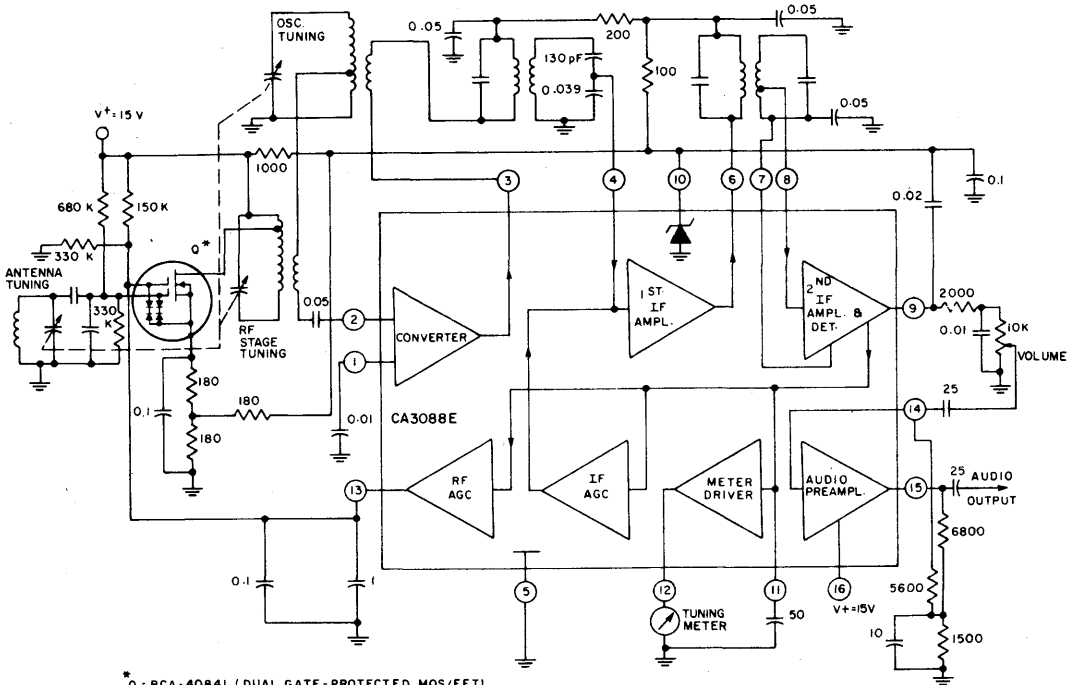 OSC.
TUNING
0.05
200
0.05
130 pF
0.039
100
0.05
V+=15 V
1000
3
4
10
6
7
8
0.1
0.02
680 K
150 K
Q*
330 K
ANTENNA
TUNING
330
K
RF
STAGE
TUNING
0.05
2
CONVERTER
1
1ST
IF
AMPL.
2ND
IF
AMPL. &
DET.
9
2000
0.01
10K
VOLUME
0.1
180
180
180
0.01
CA3088E
14
25
13
RF
AGC
IF
AGC
METER
DRIVER
AUDIO
PREAMPL.
15
25
AUDIO
OUTPUT
6800
0.1
1
5
12
11
16
V+=15V
5600
TUNING
METER
50
10
1500
*
Q : RCA-40841 (DUAL GATE-PROTECTED MOS/FET)